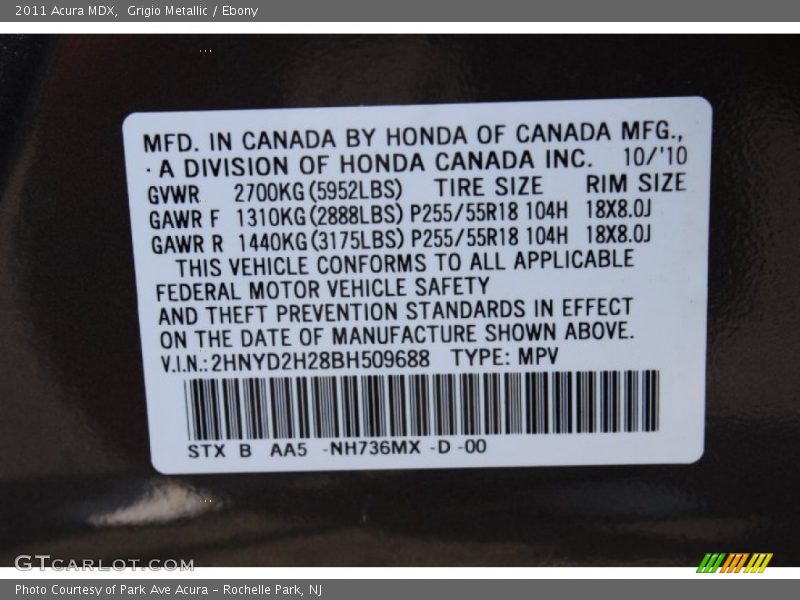 2011 Acura MDX,  Grigio Metallic / Ebony
MFD. IN CANADA BY HONDA OF CANADA MFG.,
· A DIVISION OF HONDA CANADA INC.   10/'10
GVWR   2700KG(5952LBS)   TIRE SIZE   RIM SIZE
GAWR F  1310KG(2888LBS) P255/55R18 104H  18X8.0J
GAWR R  1440KG(3175LBS) P255/55R18 104H  18X8.0J
THIS VEHICLE CONFORMS TO ALL APPLICABLE
FEDERAL MOTOR VEHICLE SAFETY
AND THEFT PREVENTION STANDARDS IN EFFECT
ON THE DATE OF MANUFACTURE SHOWN ABOVE.
V.I.N.:2HNYD2H28BH509688  TYPE: MPV
STX  B  AA5  -NH736MX -D -00
GTCARLOT.COM
Photo Courtesy of Park Ave Acura – Rochelle Park, NJ